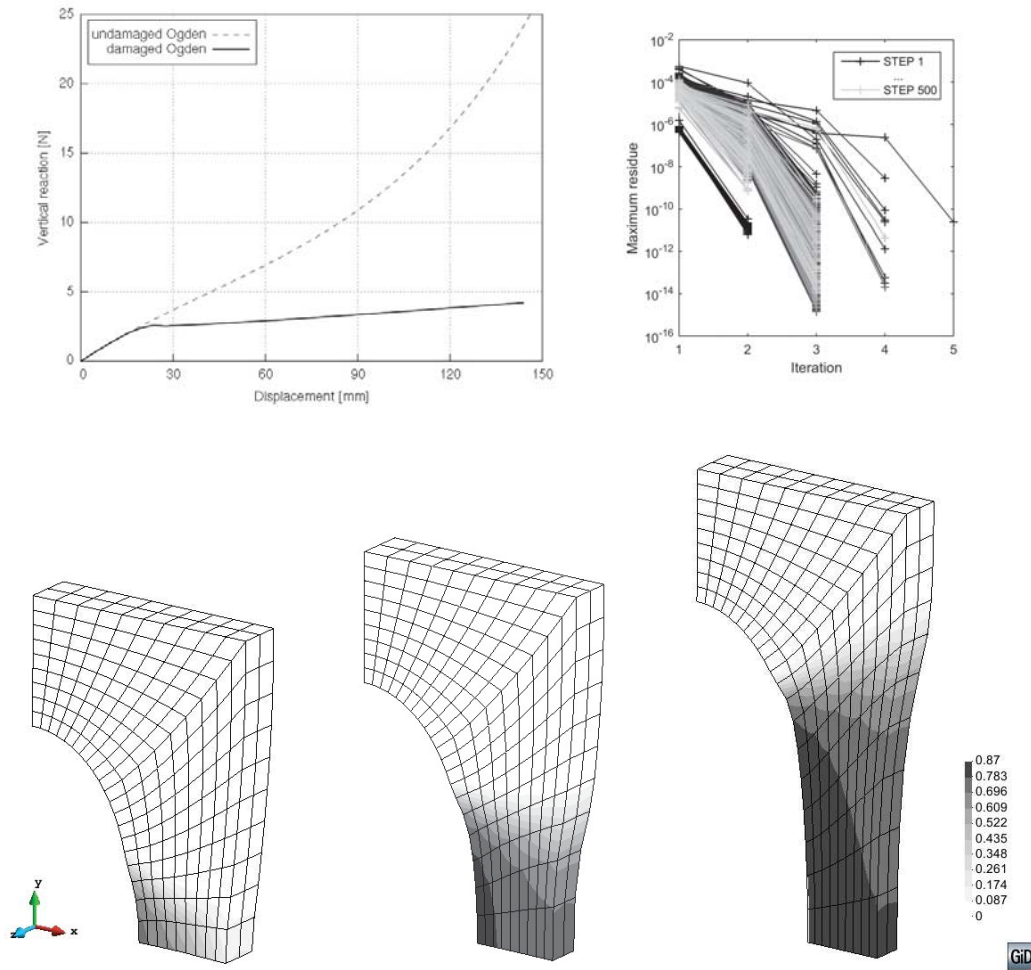 25
20
15
10
5
0
undamaged Ogden
damaged Ogden
Vertical reaction [N]
0 30 60 90 120 150
Displacement [mm]
10-2
10-4
10-6
10-8
10-10
10-12
10-14
10-16
STEP 1
...
STEP 500
Maximum residue
1 2 3 4 5
Iteration
y
z x
0.87
0.783
0.696
0.609
0.522
0.435
0.348
0.261
0.174
0.087
0
GiD